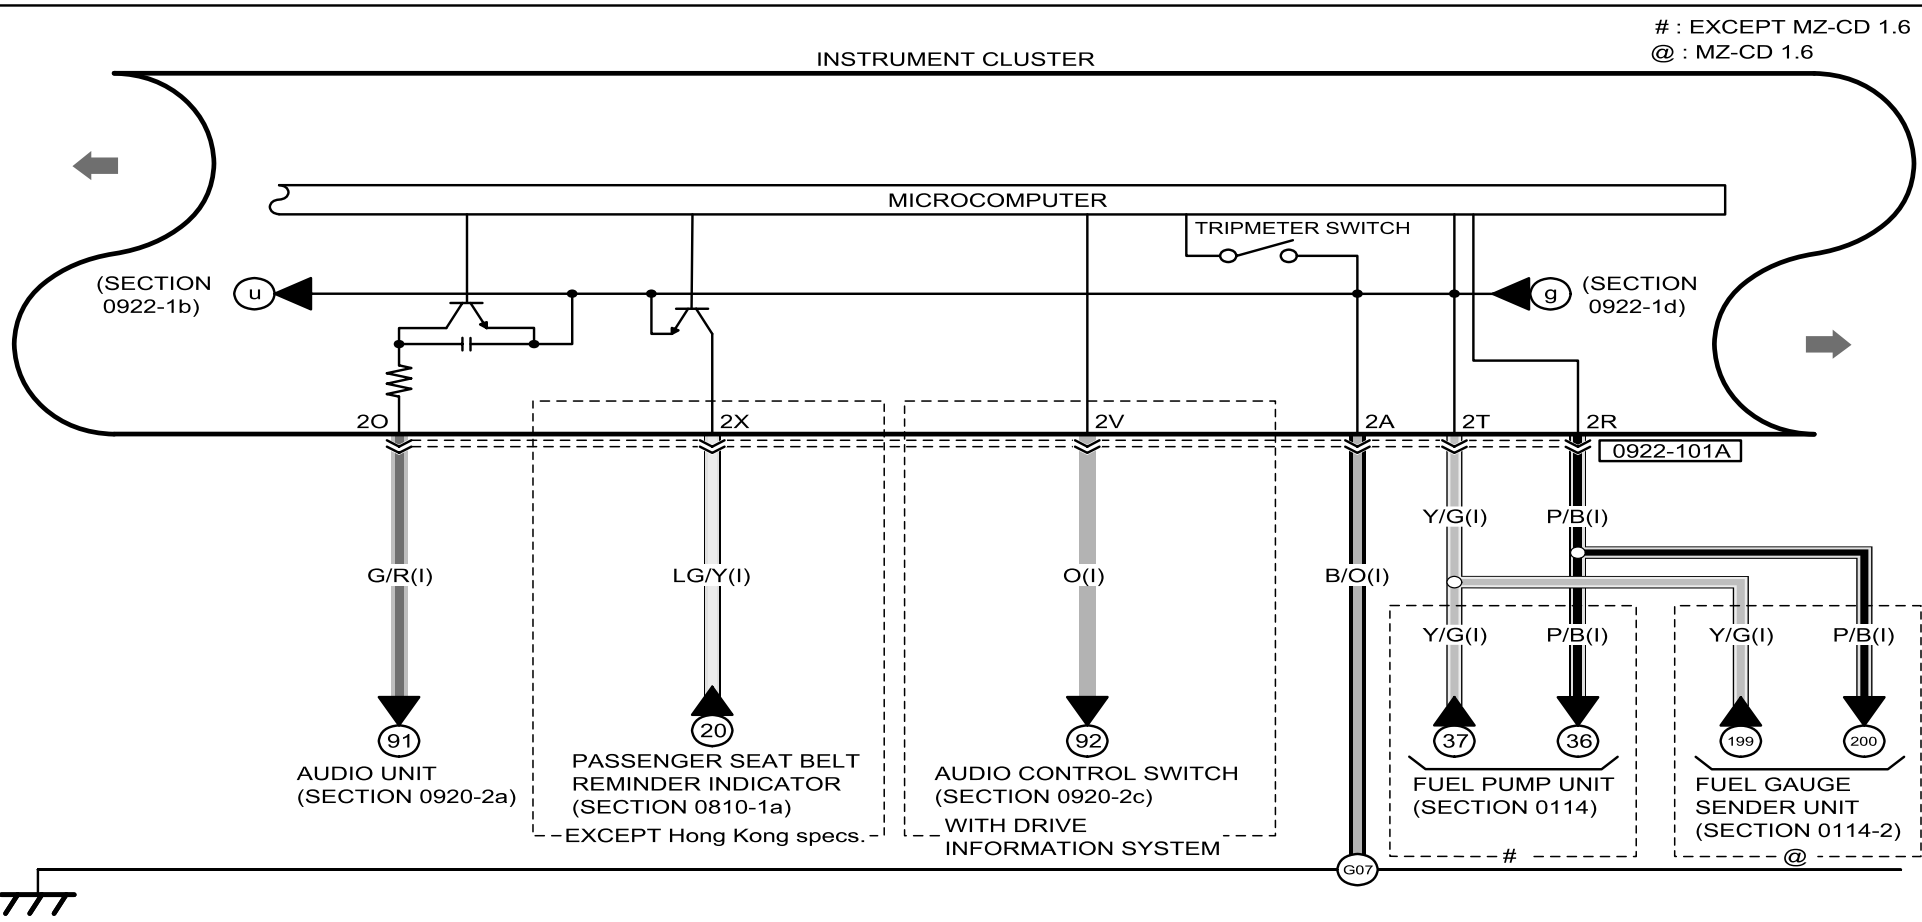 # : EXCEPT MZ-CD 1.6
@ : MZ-CD 1.6
INSTRUMENT CLUSTER
MICROCOMPUTER
TRIPMETER SWITCH
(SECTION
0922-1b)
u
g
(SECTION
0922-1d)
2O
2X
2V
2A
2T
2R
0922-101A
Y/G(I)
P/B(I)
G/R(I)
LG/Y(I)
O(I)
B/O(I)
Y/G(I)
P/B(I)
Y/G(I)
P/B(I)
91
20
92
37
36
199
200
AUDIO UNIT
(SECTION 0920-2a)
PASSENGER SEAT BELT
REMINDER INDICATOR
(SECTION 0810-1a)
EXCEPT Hong Kong specs.
AUDIO CONTROL SWITCH
(SECTION 0920-2c)
WITH DRIVE
INFORMATION SYSTEM
FUEL PUMP UNIT
(SECTION 0114)
#
FUEL GAUGE
SENDER UNIT
(SECTION 0114-2)
@
G07